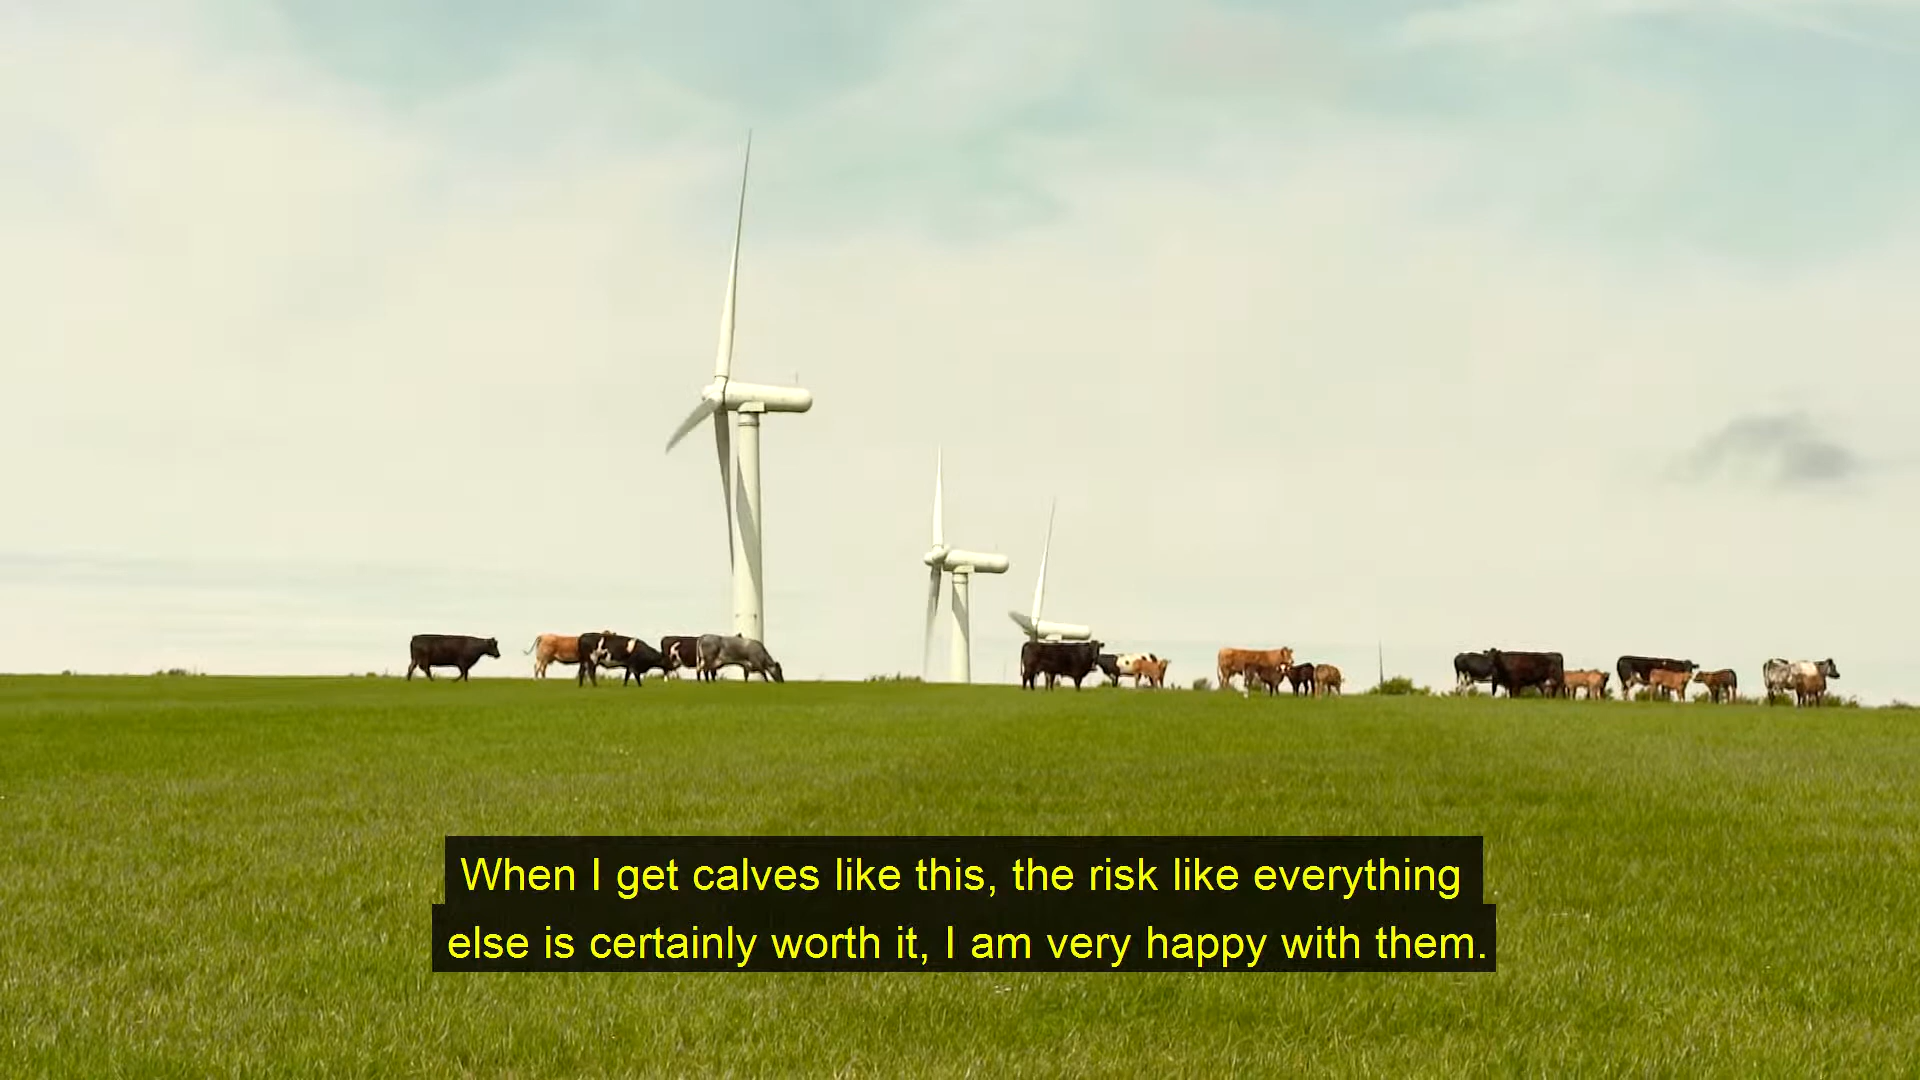 When I get calves like this, the risk like everything
else is certainly worth it, I am very happy with them.